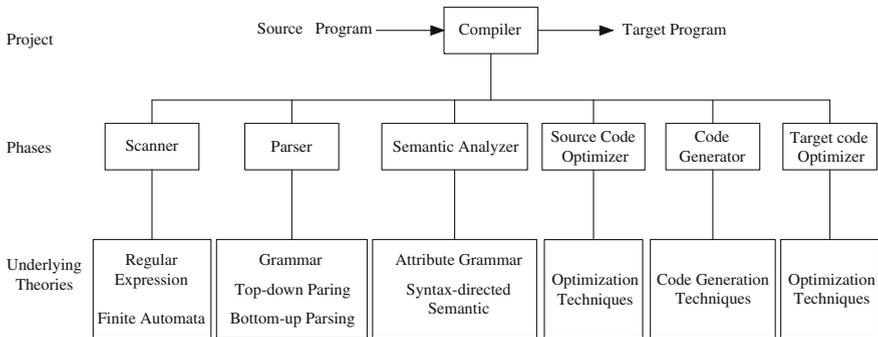 Project
Source Program
Compiler
Target Program
Phases
Scanner
Parser
Semantic Analyzer
Source Code
Optimizer
Code
Generator
Target code
Optimizer
Underlying
Theories
Regular
Expression
Finite Automata
Grammar
Top-down Paring
Bottom-up Parsing
Attribute Grammar
Syntax-directed
Semantic
Optimization
Techniques
Code Generation
Techniques
Optimization
Techniques